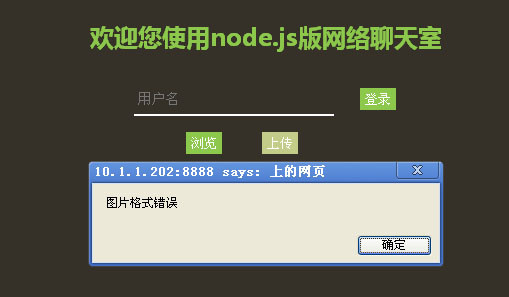 欢迎您使用node.js版网络聊天室
用户名
登录
浏览 上传
10.1.1.202:8888 says: 上的网页
图片格式错误
确定